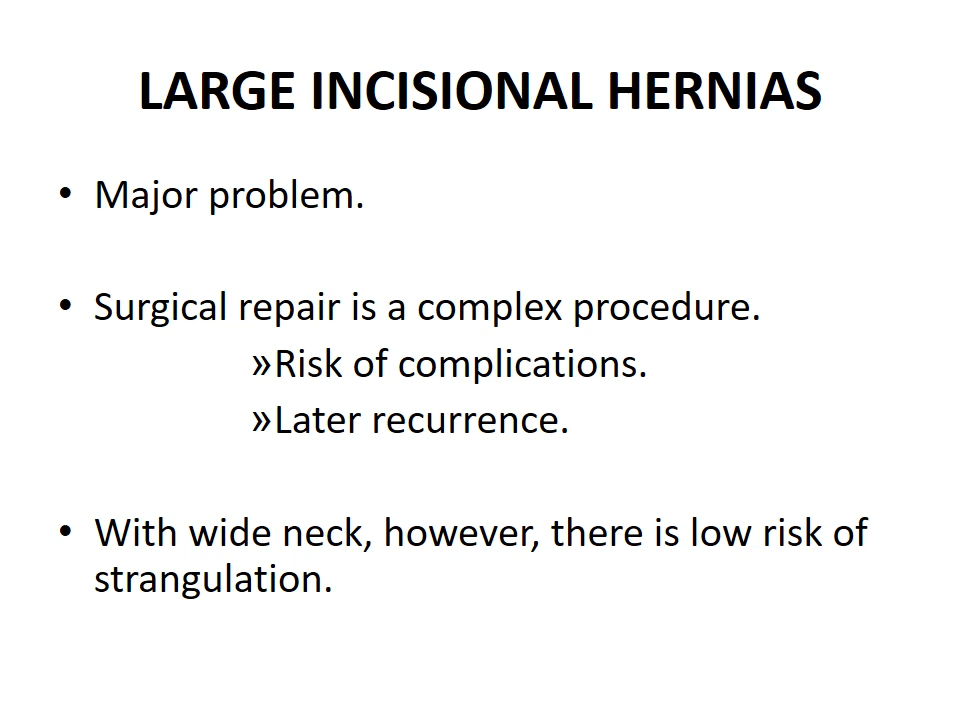 LARGE INCISIONAL HERNIAS
• Major problem.
• Surgical repair is a complex procedure.
»Risk of complications.
»Later recurrence.
• With wide neck, however, there is low risk of
strangulation.